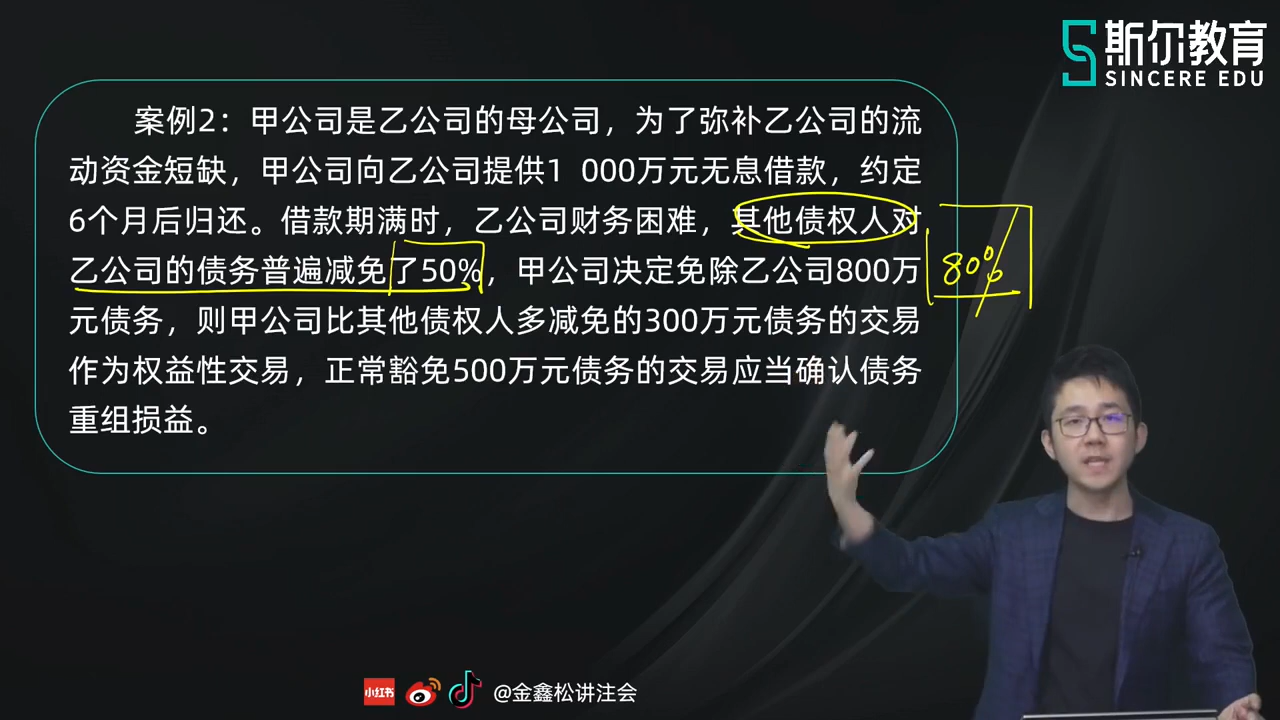 斯尔教育
SINCERE EDU
案例2：甲公司是乙公司的母公司，为了弥补乙公司的流
动资金短缺，甲公司向乙公司提供1 000万元无息借款，约定
6个月后归还。借款期满时，乙公司财务困难，其他债权人对
乙公司的债务普遍减免了50%，甲公司决定免除乙公司800万
80%
元债务，则甲公司比其他债权人多减免的300万元债务的交易
作为权益性交易，正常豁免500万元债务的交易应当确认债务
重组损益。
小红书
@金鑫松讲注会